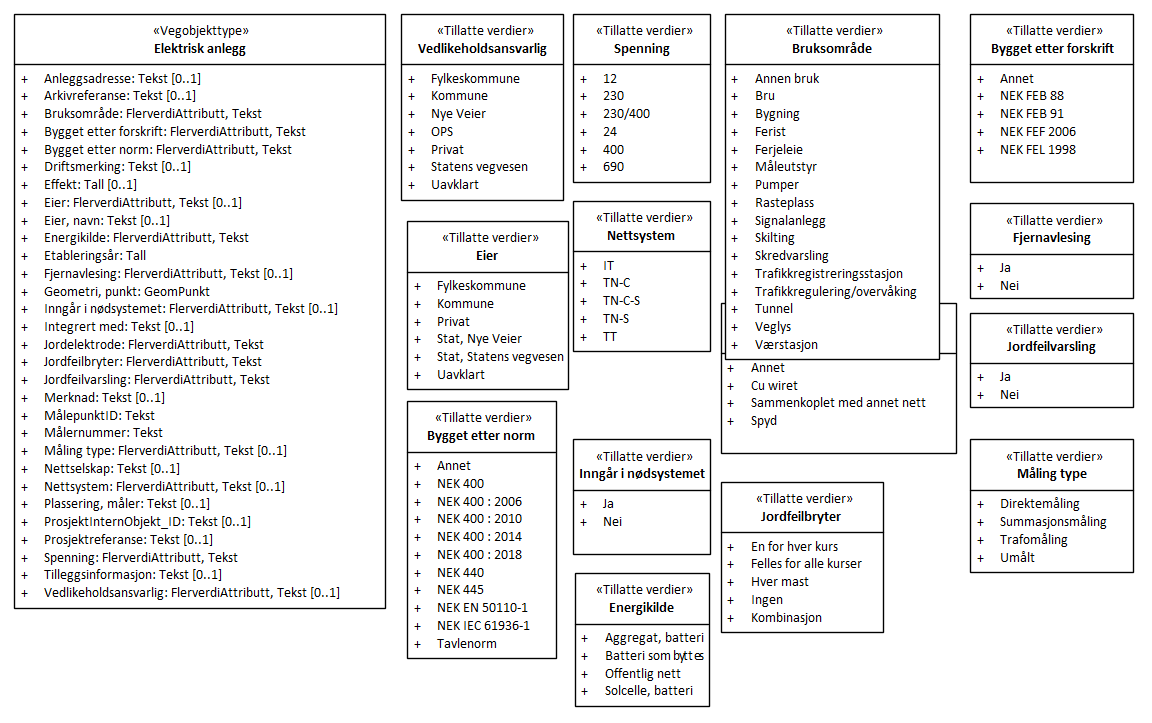 «Vegobjekttype»
Elektrisk anlegg
+ Anleggsadresse: Tekst [0..1]
+ Arkivreferanse: Tekst [0..1]
+ Bruksområde: FlerverdiAttributt, Tekst
+ Bygget etter forskrift: FlerverdiAttributt, Tekst
+ Bygget etter norm: FlerverdiAttributt, Tekst
+ Driftsmerking: Tekst [0..1]
+ Effekt: Tall [0..1]
+ Eier: FlerverdiAttributt, Tekst [0..1]
+ Eier, navn: Tekst [0..1]
+ Energikilde: FlerverdiAttributt, Tekst
+ Etableringsår: Tall
+ Fjernavlesing: FlerverdiAttributt, Tekst [0..1]
+ Geometri, punkt: GeomPunkt
+ Inngår i nødsystemet: FlerverdiAttributt, Tekst [0..1]
+ Integrert med: Tekst [0..1]
+ Jordelektrode: FlerverdiAttributt, Tekst
+ Jordfeilbryter: FlerverdiAttributt, Tekst
+ Jordfeilvarsling: FlerverdiAttributt, Tekst
+ Merknad: Tekst [0..1]
+ MålepunktID: Tekst
+ Målernummer: Tekst
+ Måling type: FlerverdiAttributt, Tekst [0..1]
+ Nettselskap: Tekst [0..1]
+ Nettsystem: FlerverdiAttributt, Tekst [0..1]
+ Plassering, måler: Tekst [0..1]
+ ProsjektInternObjekt_ID: Tekst [0..1]
+ Prosjektreferanse: Tekst [0..1]
+ Spenning: FlerverdiAttributt, Tekst
+ Tilleggsinformasjon: Tekst [0..1]
+ Vedlikeholdsansvarlig: FlerverdiAttributt, Tekst [0..1]
«Tillatte verdier»
Vedlikeholdsansvarlig
+ Fylkeskommune
+ Kommune
+ Nye Veier
+ OPS
+ Privat
+ Statens vegvesen
+ Uavklart
«Tillatte verdier»
Eier
+ Fylkeskommune
+ Kommune
+ Privat
+ Stat, Nye Veier
+ Stat, Statens vegvesen
+ Uavklart
«Tillatte verdier»
Bygget etter norm
+ Annet
+ NEK 400
+ NEK 400 : 2006
+ NEK 400 : 2010
+ NEK 400 : 2014
+ NEK 400 : 2018
+ NEK 440
+ NEK 445
+ NEK EN 50110-1
+ NEK IEC 61936-1
+ Tavlenorm
«Tillatte verdier»
Spenning
+ 12
+ 230
+ 230/400
+ 24
+ 400
+ 690
«Tillatte verdier»
Nettsystem
+ IT
+ TN-C
+ TN-C-S
+ TN-S
+ TT
«Tillatte verdier»
Inngår i nødsystemet
+ Ja
+ Nei
«Tillatte verdier»
Energikilde
+ Aggregat, batteri
+ Batteri som byttes
+ Offentlig nett
+ Solcelle, batteri
«Tillatte verdier»
Bruksområde
+ Annen bruk
+ Bru
+ Bygning
+ Ferist
+ Ferjeleie
+ Måleutstyr
+ Pumper
+ Rasteplass
+ Signalanlegg
+ Skilting
+ Skredvarsling
+ Trafikkregistreringsstasjon
+ Trafikkregulering/overvåking
+ Tunnel
+ Veglys
+ Værstasjon
+ Annet
+ Cu wiret
+ Sammenkoplet med annet nett
+ Spyd
«Tillatte verdier»
Jordfeilbryter
+ En for hver kurs
+ Felles for alle kurser
+ Hver mast
+ Ingen
+ Kombinasjon
«Tillatte verdier»
Bygget etter forskrift
+ Annet
+ NEK FEB 88
+ NEK FEB 91
+ NEK FEF 2006
+ NEK FEL 1998
«Tillatte verdier»
Fjernavlesing
+ Ja
+ Nei
«Tillatte verdier»
Jordfeilvarsling
+ Ja
+ Nei
«Tillatte verdier»
Måling type
+ Direktemåling
+ Summasjonsmåling
+ Trafomåling
+ Umålt